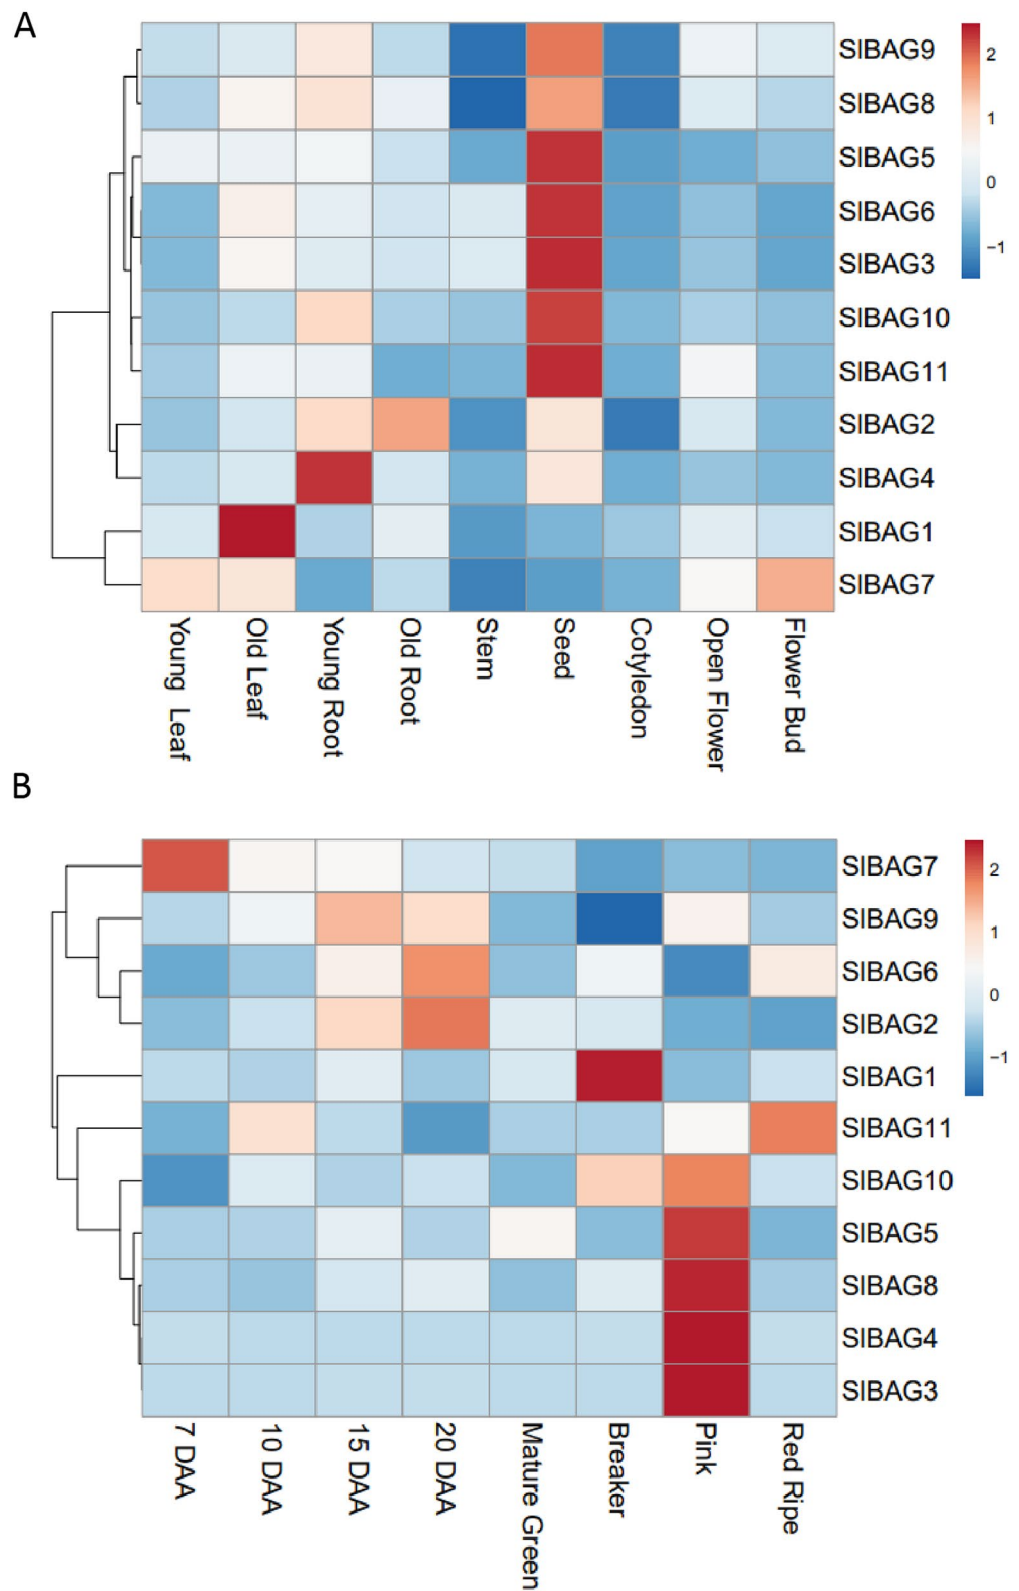 A
SlBAG9
SlBAG8
SlBAG5
SlBAG6
SlBAG3
SlBAG10
SlBAG11
SlBAG2
SlBAG4
SlBAG1
SlBAG7
2
1
0
−1
Young Leaf
Old Leaf
Young Root
Old Root
Stem
Seed
Cotyledon
Open Flower
Flower Bud
B
SlBAG7
SlBAG9
SlBAG6
SlBAG2
SlBAG1
SlBAG11
SlBAG10
SlBAG5
SlBAG8
SlBAG4
SlBAG3
2
1
0
−1
7 DAA
10 DAA
15 DAA
20 DAA
Mature Green
Breaker
Pink
Red Ripe